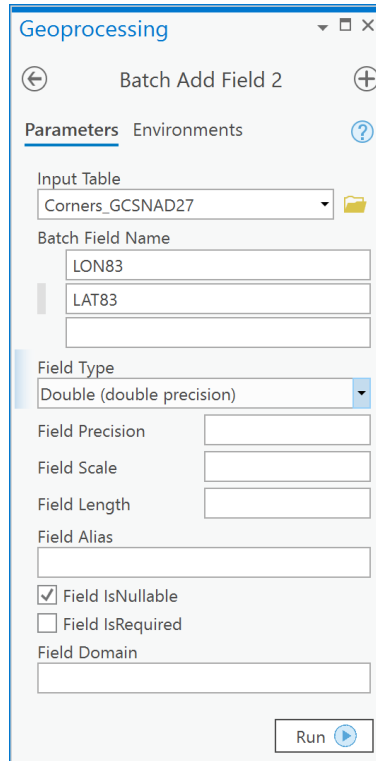 Geoprocessing
Batch Add Field 2
Parameters Environments
Input Table
Corners_GCSNAD27
Batch Field Name
LON83
LAT83
Field Type
Double (double precision)
Field Precision
Field Scale
Field Length
Field Alias
Field IsNullable
Field IsRequired
Field Domain
Run